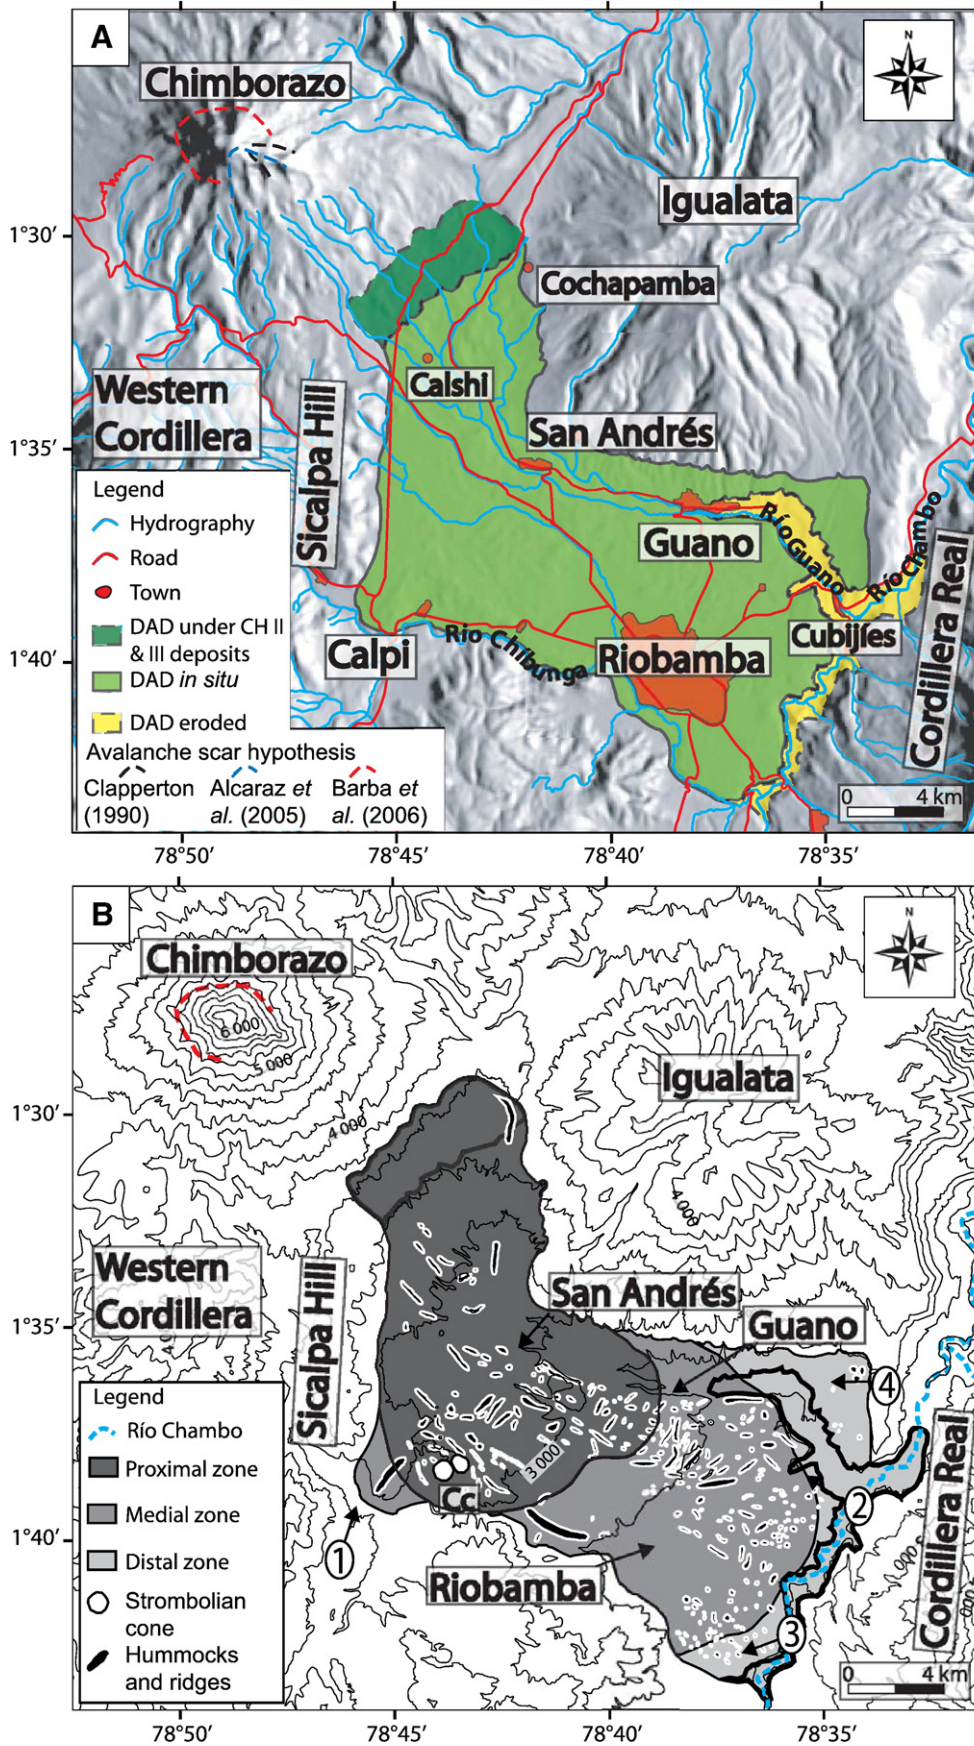 A
N
Chimborazo
Igualata
1°30′
Cochapamba
Calshi
Western
Cordillera
Sicalpa Hill
San Andrés
1°35′
Legend
Hydrography
Road
Town
DAD under CH II
& III deposits
DAD in situ
DAD eroded
Avalanche scar hypothesis
Clapperton
(1990)
Alcaraz et
al. (2005)
Barba et
al. (2006)
Guano
Río Guano
Río Chambo
Cordillera Real
Calpi
Rio Chibunga
Riobamba
Cubijíes
1°40′
0 4 km
78°50′ 78°45′ 78°40′ 78°35′
B
N
Chimborazo
6 000
5 000
4 000
Igualata
4 000
1°30′
Western
Cordillera
Sicalpa Hill
San Andrés
Guano
1°35′
4
Legend
Río Chambo
Proximal zone
Medial zone
Distal zone
Strombolian
cone
Hummocks
and ridges
3 000
Cc
1
2
3
Riobamba
Cordillera Real
1°40′
0 4 km
78°50′ 78°45′ 78°40′ 78°35′